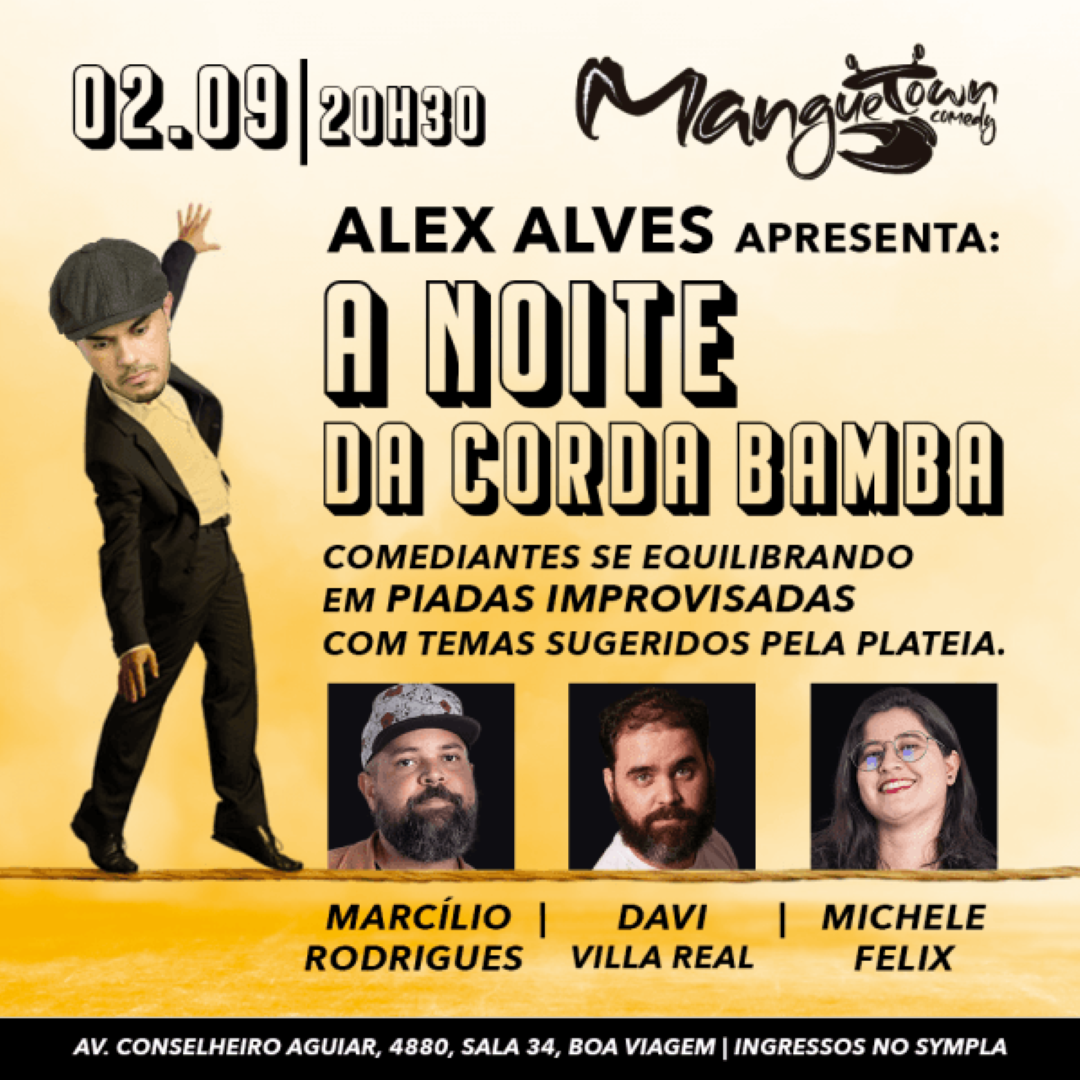 02.09 | 20H30
MangueTown
comedy
ALEX ALVES APRESENTA:
A NOITE
DA CORDA BAMBA
COMEDIANTES SE EQUILIBRANDO
EM PIADAS IMPROVISADAS
COM TEMAS SUGERIDOS PELA PLATEIA.
MARCÍLIO | DAVI | MICHELE
RODRIGUES VILLA REAL FELIX
AV. CONSELHEIRO AGUIAR, 4880, SALA 34, BOA VIAGEM | INGRESSOS NO SYMPLA